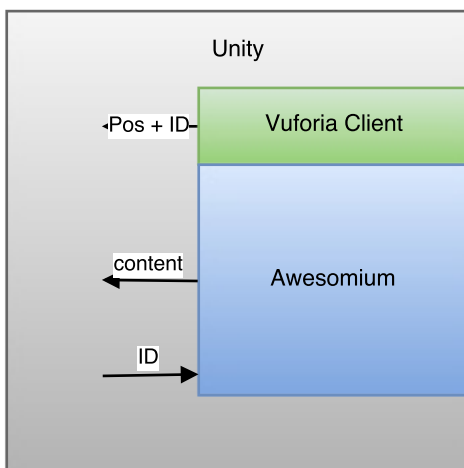 Unity
Pos + ID
Vuforia Client
content
Awesomium
ID